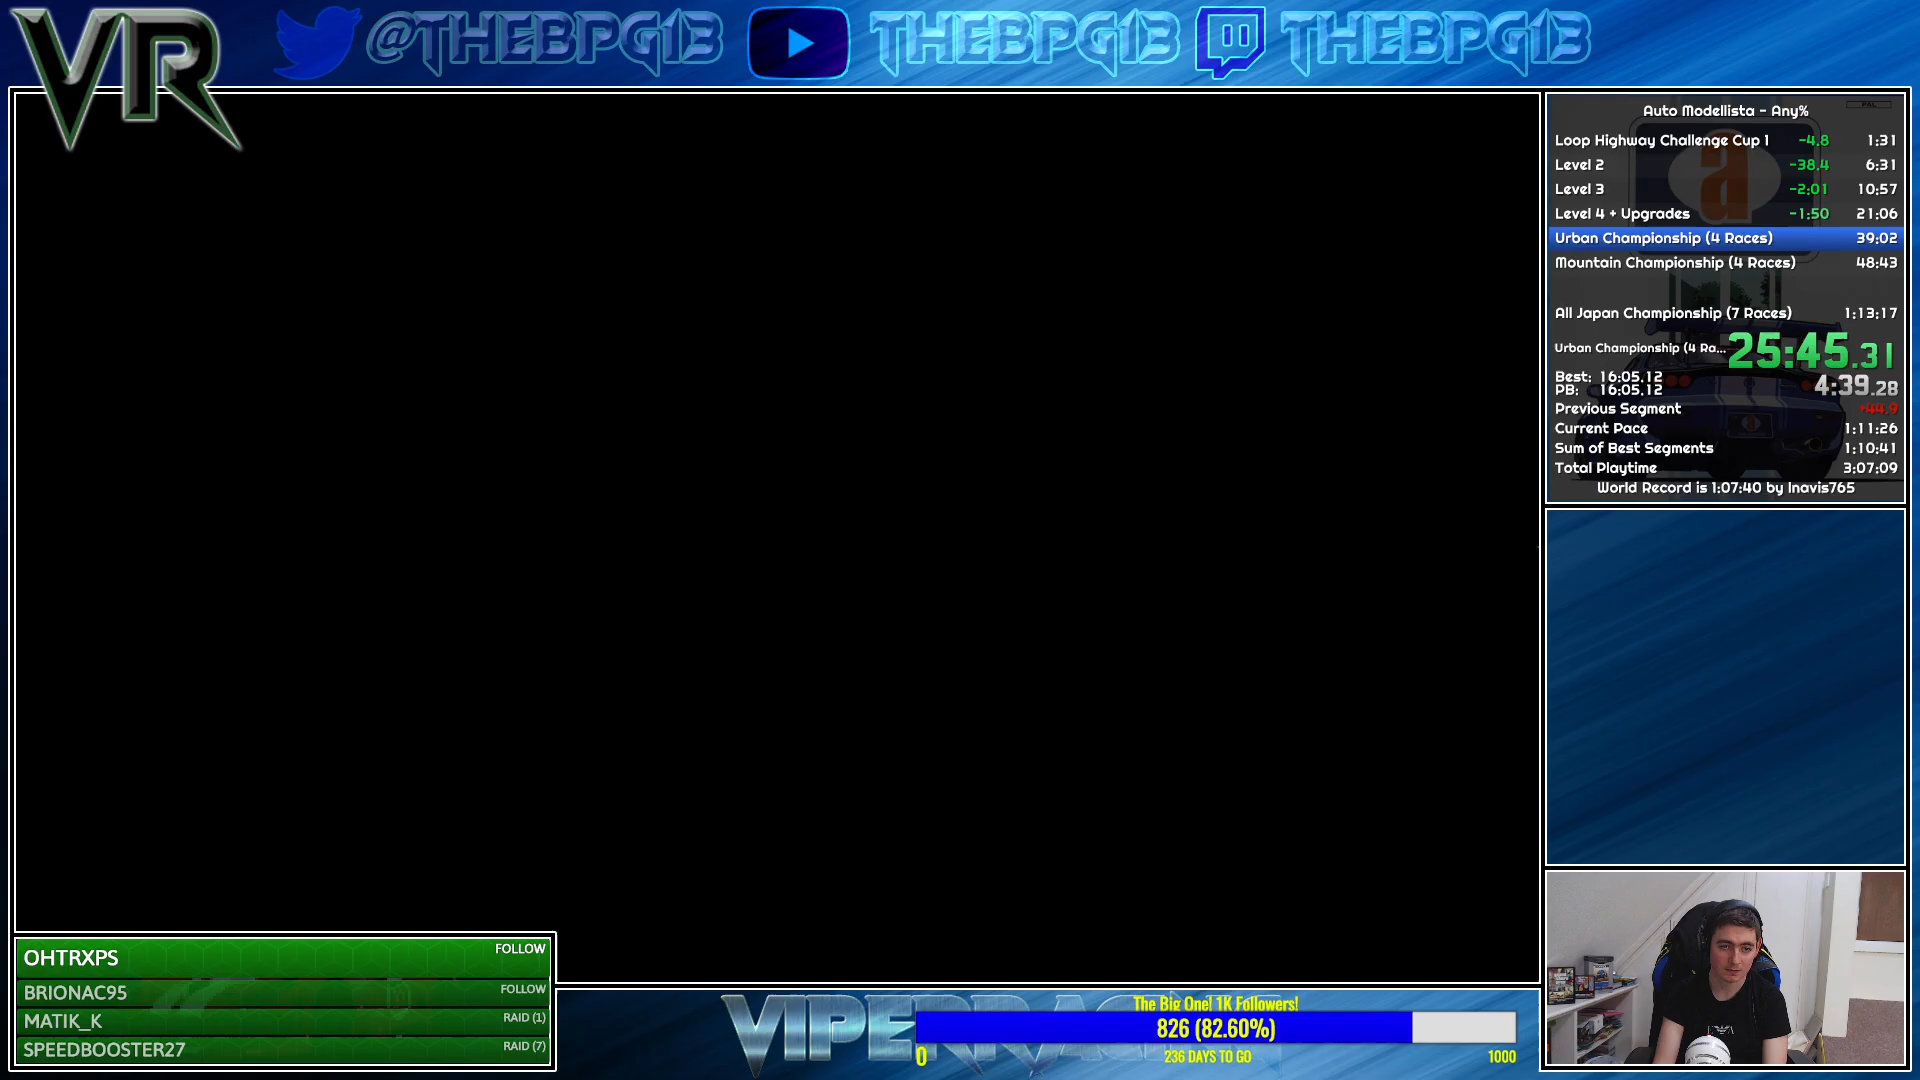 VR
@THEBPG13
THEBPG13
THEBPG13
PAL
Auto Modellista - Any%
Loop Highway Challenge Cup 1 -4.8 1:31
Level 2 -38.4 6:31
Level 3 -2:01 10:57
Level 4 + Upgrades -1:50 21:06
Urban Championship (4 Races) 39:02
Mountain Championship (4 Races) 48:43
All Japan Championship (7 Races) 1:13:17
Urban Championship (4 Ra... 25:45.31
Best: 16:05.12
PB: 16:05.12 4:39.28
Previous Segment +44.9
Current Pace 1:11:26
Sum of Best Segments 1:10:41
Total Playtime 3:07:09
World Record is 1:07:40 by Inavis765
OHTRXPS FOLLOW
BRIONAC95 FOLLOW
MATIK_K RAID (1)
SPEEDBOOSTER27 RAID (7)
The Big One! 1K Followers!
826 (82.60%)
0 236 DAYS TO GO 1000